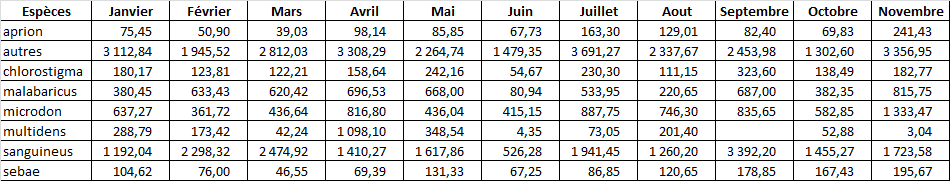 Espèces Janvier Février Mars Avril Mai Juin Juillet Aout Septembre Octobre Novembre
aprion 75,45 50,90 39,03 98,14 85,85 67,73 163,30 129,01 82,40 69,83 241,43
autres 3 112,84 1 945,52 2 812,03 3 308,29 2 264,74 1 479,35 3 691,27 2 337,67 2 453,98 1 302,60 3 356,95
chlorostigma 180,17 123,81 122,21 158,64 242,16 54,67 230,30 111,15 323,60 138,49 182,77
malabaricus 380,45 633,43 620,42 696,53 668,00 80,94 533,95 220,65 687,00 382,35 815,75
microdon 637,27 361,72 436,64 816,80 436,04 415,15 887,75 746,30 835,65 582,85 1 333,47
multidens 288,79 173,42 42,24 1 098,10 348,54 4,35 73,05 201,40 52,88 3,04
sanguineus 1 192,04 2 298,32 2 474,92 1 410,27 1 617,86 526,28 1 941,45 1 260,20 3 392,20 1 455,27 1 723,58
sebae 104,62 76,00 46,55 69,39 131,33 67,25 86,85 120,65 178,85 167,43 195,67